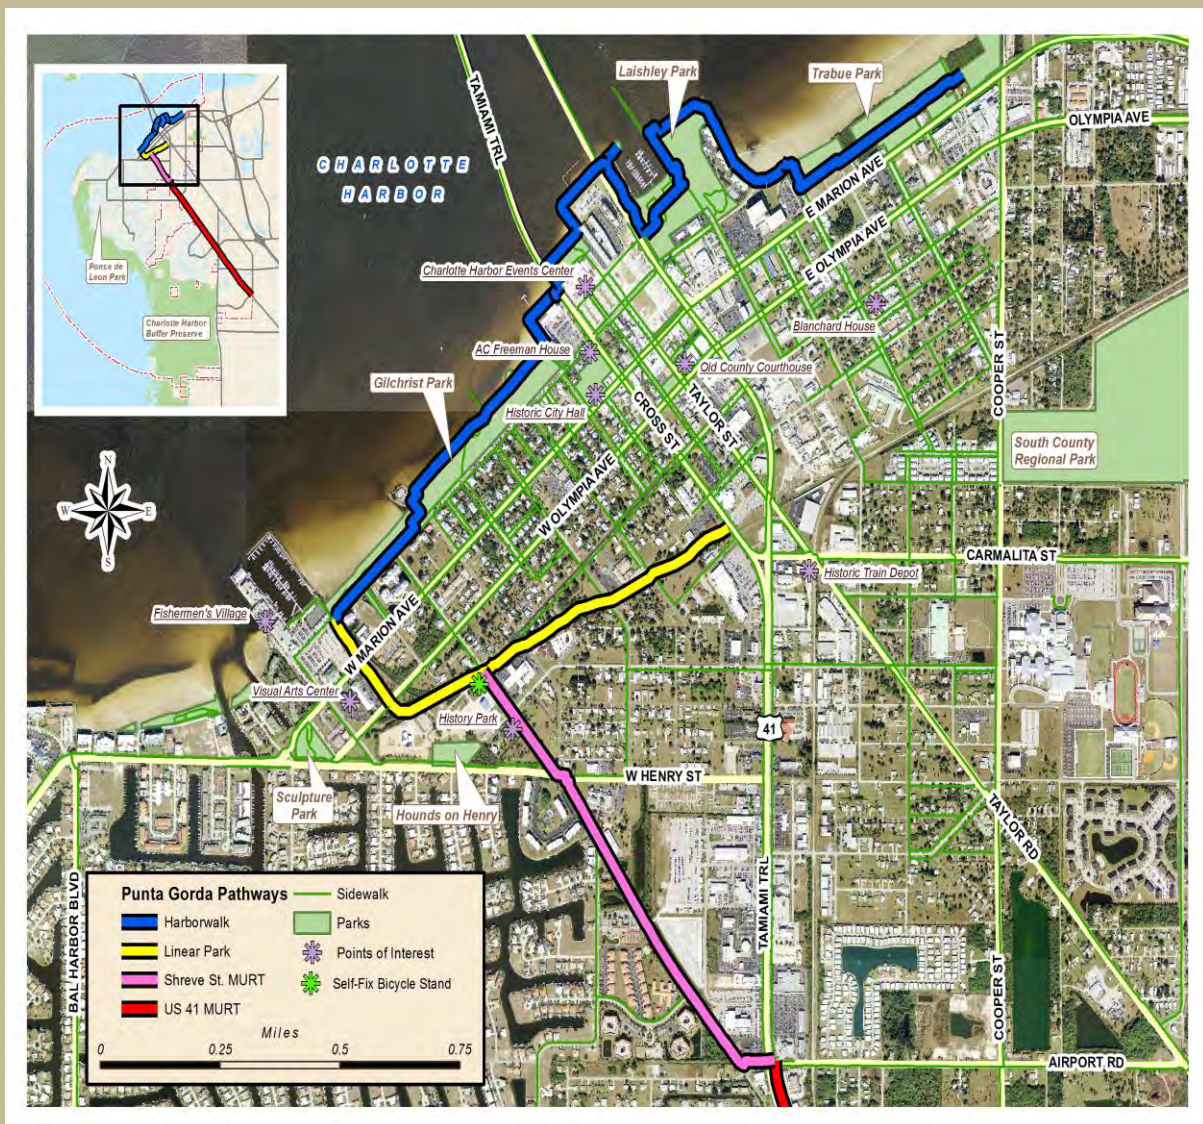 Ponce de
Leon Park
Charlotte Harbor
Buffer Preserve
TAMIAMI TRL
CHARLOTTE
HARBOR
Laishley Park
Trabue Park
OLYMPIA AVE
E MARION AVE
E OLYMPIA AVE
Charlotte Harbor Events Center
Blanchard House
AC Freeman House
Old County Courthouse
Gilchrist Park
Historic City Hall
CROSS ST
TAYLOR ST
COOPER ST
South County
Regional Park
W OLYMPIA AVE
N
W
E
S
CARMALITA ST
Historic Train Depot
Fishermen's Village
W MARION AVE
Visual Arts Center
History Park
41
W HENRY ST
Sculpture
Park
Hounds on Henry
TAYLOR RD
BAL HARBOR BLVD
TAMIAMI TRL
COOPER ST
AIRPORT RD
Punta Gorda Pathways
Harborwalk
Linear Park
Shreve St. MURT
US 41 MURT
Sidewalk
Parks
Points of Interest
Self-Fix Bicycle Stand
Miles
0
0.25
0.5
0.75